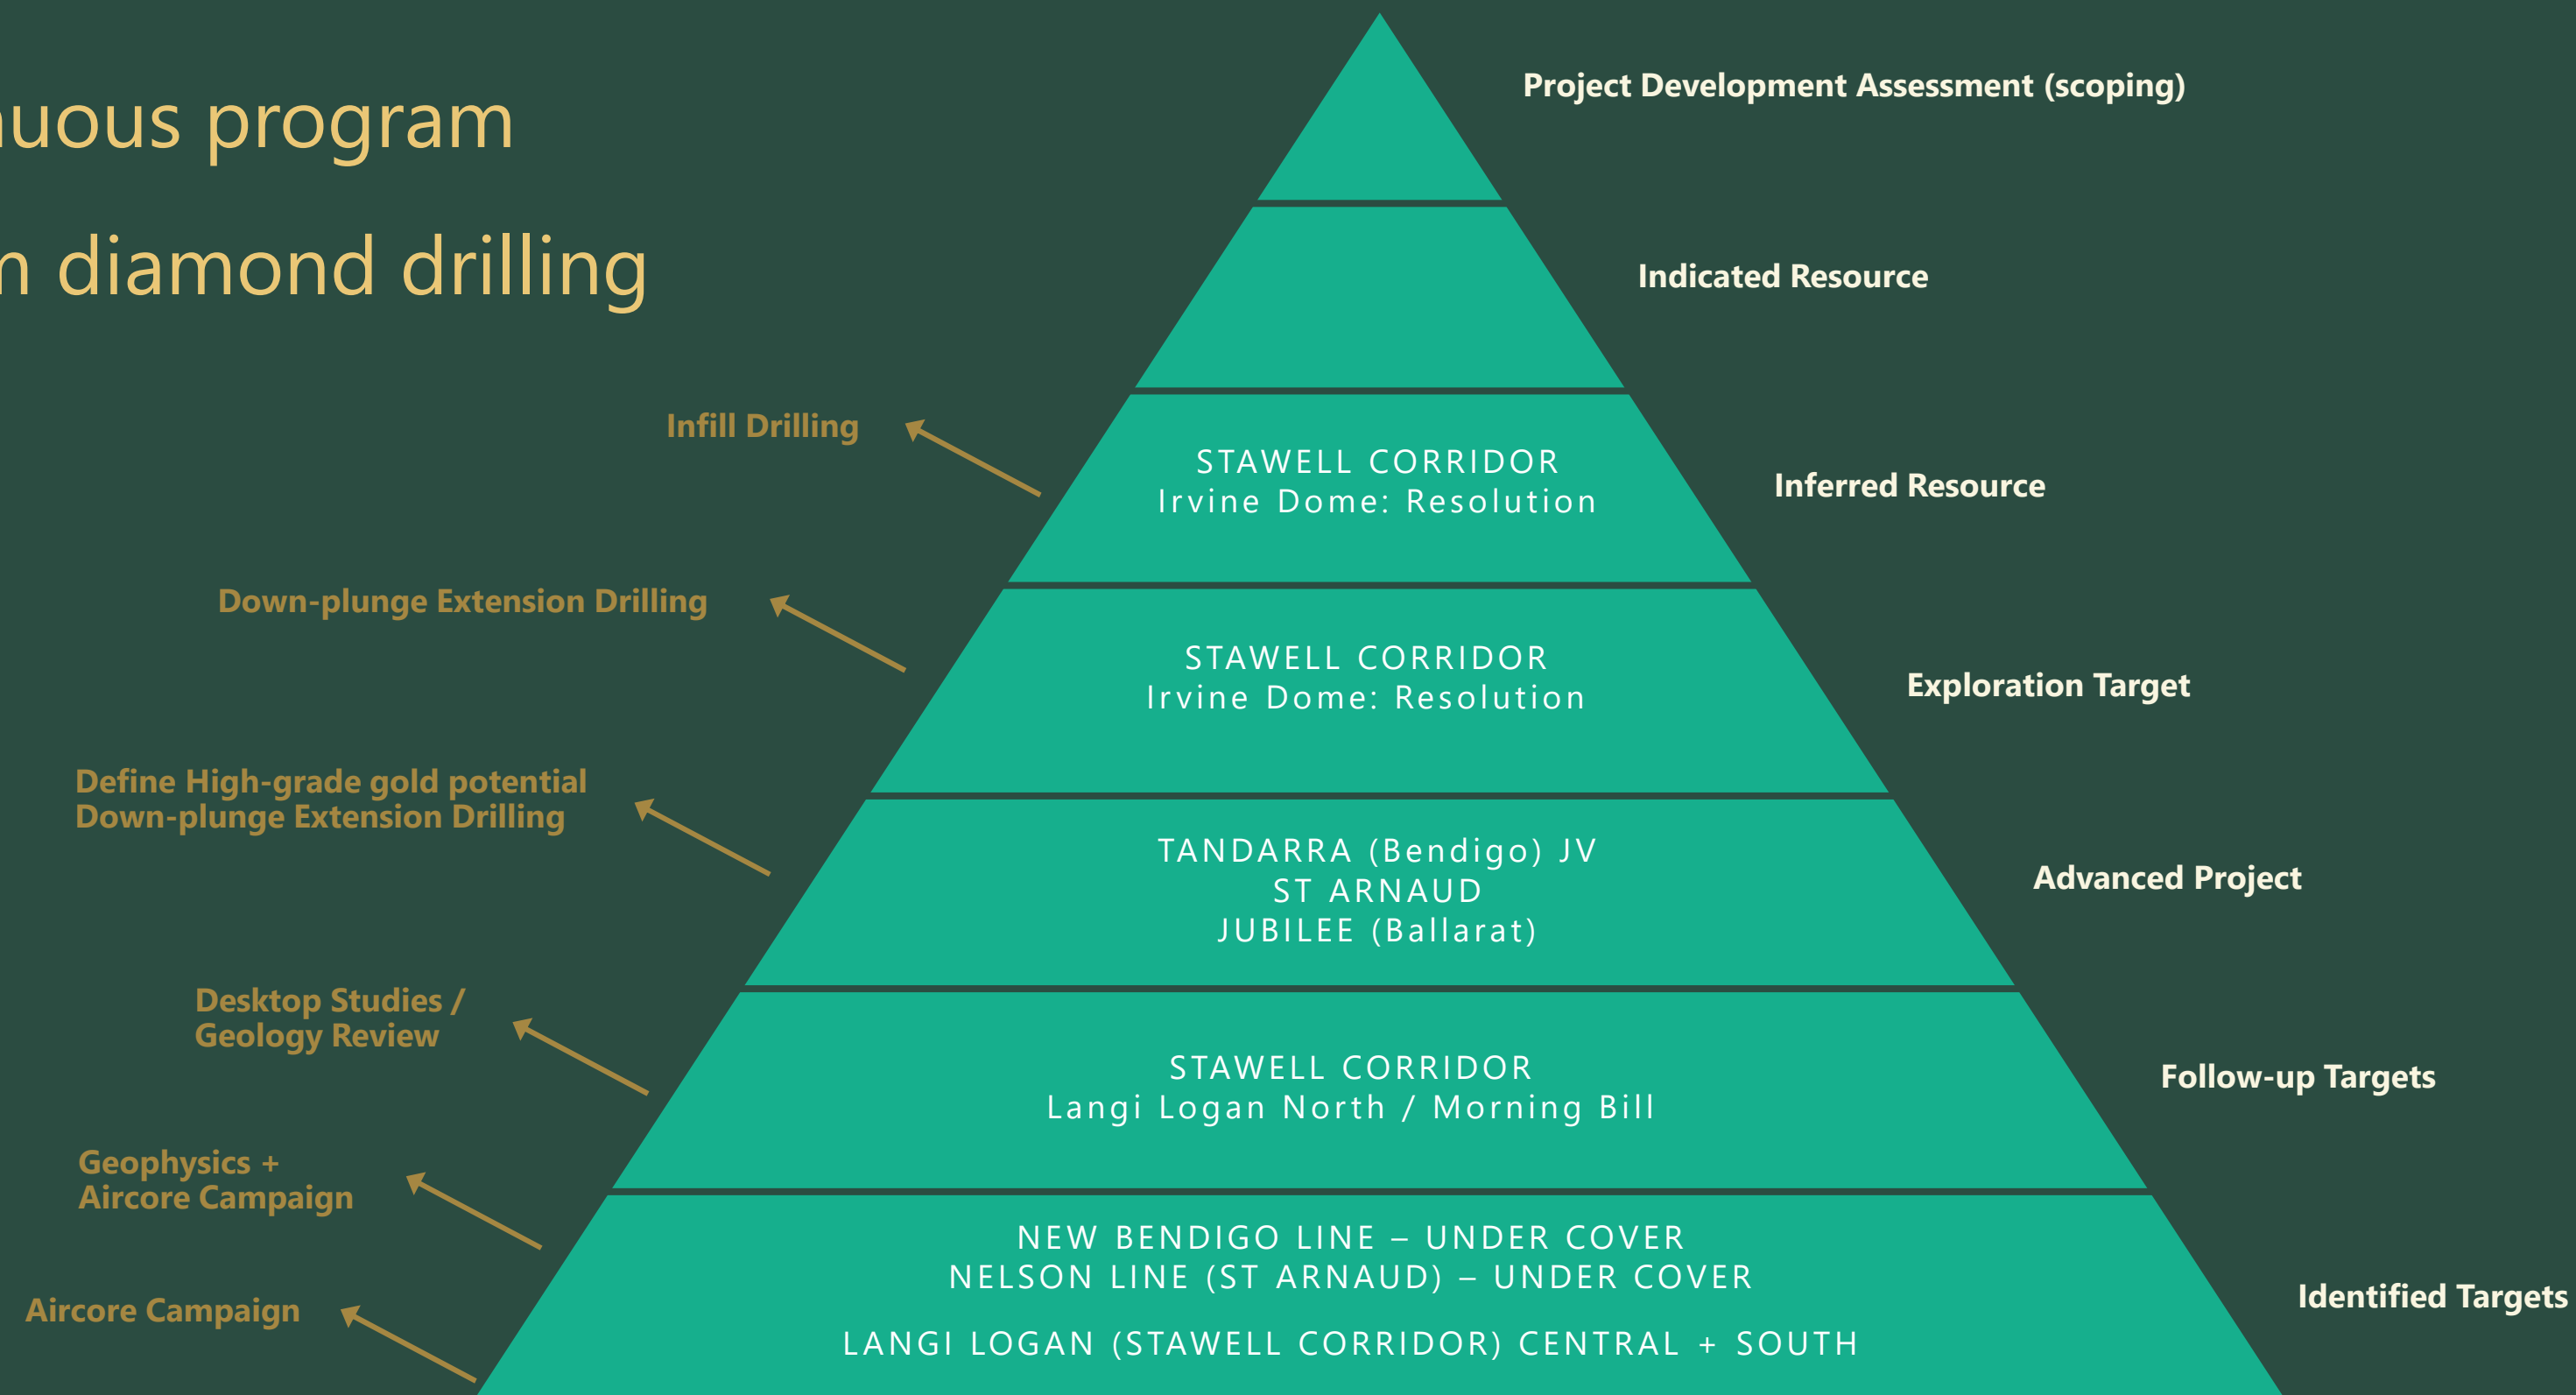 program
diamond drilling
Project Development Assessment (scoping)
Indicated Resource
Infill Drilling
STAWELL CORRIDOR
Irvine Dome: Resolution
Inferred Resource
Down-plunge Extension Drilling
STAWELL CORRIDOR
Irvine Dome: Resolution
Exploration Target
Define High-grade gold potential
Down-plunge Extension Drilling
TANDARRA (Bendigo) JV
ST ARNAUD
JUBILEE (Ballarat)
Advanced Project
Desktop Studies /
Geology Review
STAWELL CORRIDOR
Langi Logan North / Morning Bill
Follow-up Targets
Geophysics +
Aircore Campaign
NEW BENDIGO LINE – UNDER COVER
NELSON LINE (ST ARNAUD) – UNDER COVER
LANGI LOGAN (STAWELL CORRIDOR) CENTRAL + SOUTH
Identified Targets
Aircore Campaign